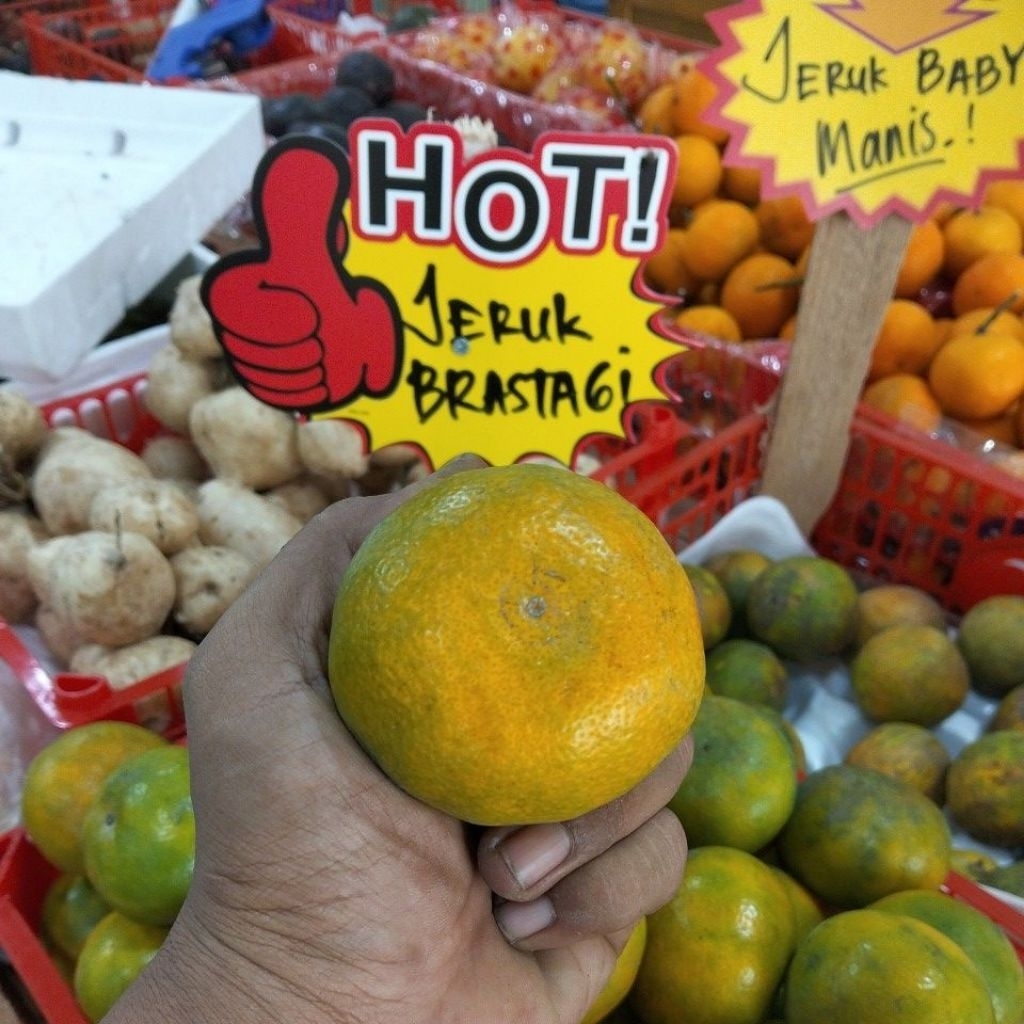 HOT!
JERUK
BRASTAGi
JERUK BABY
Manis.!